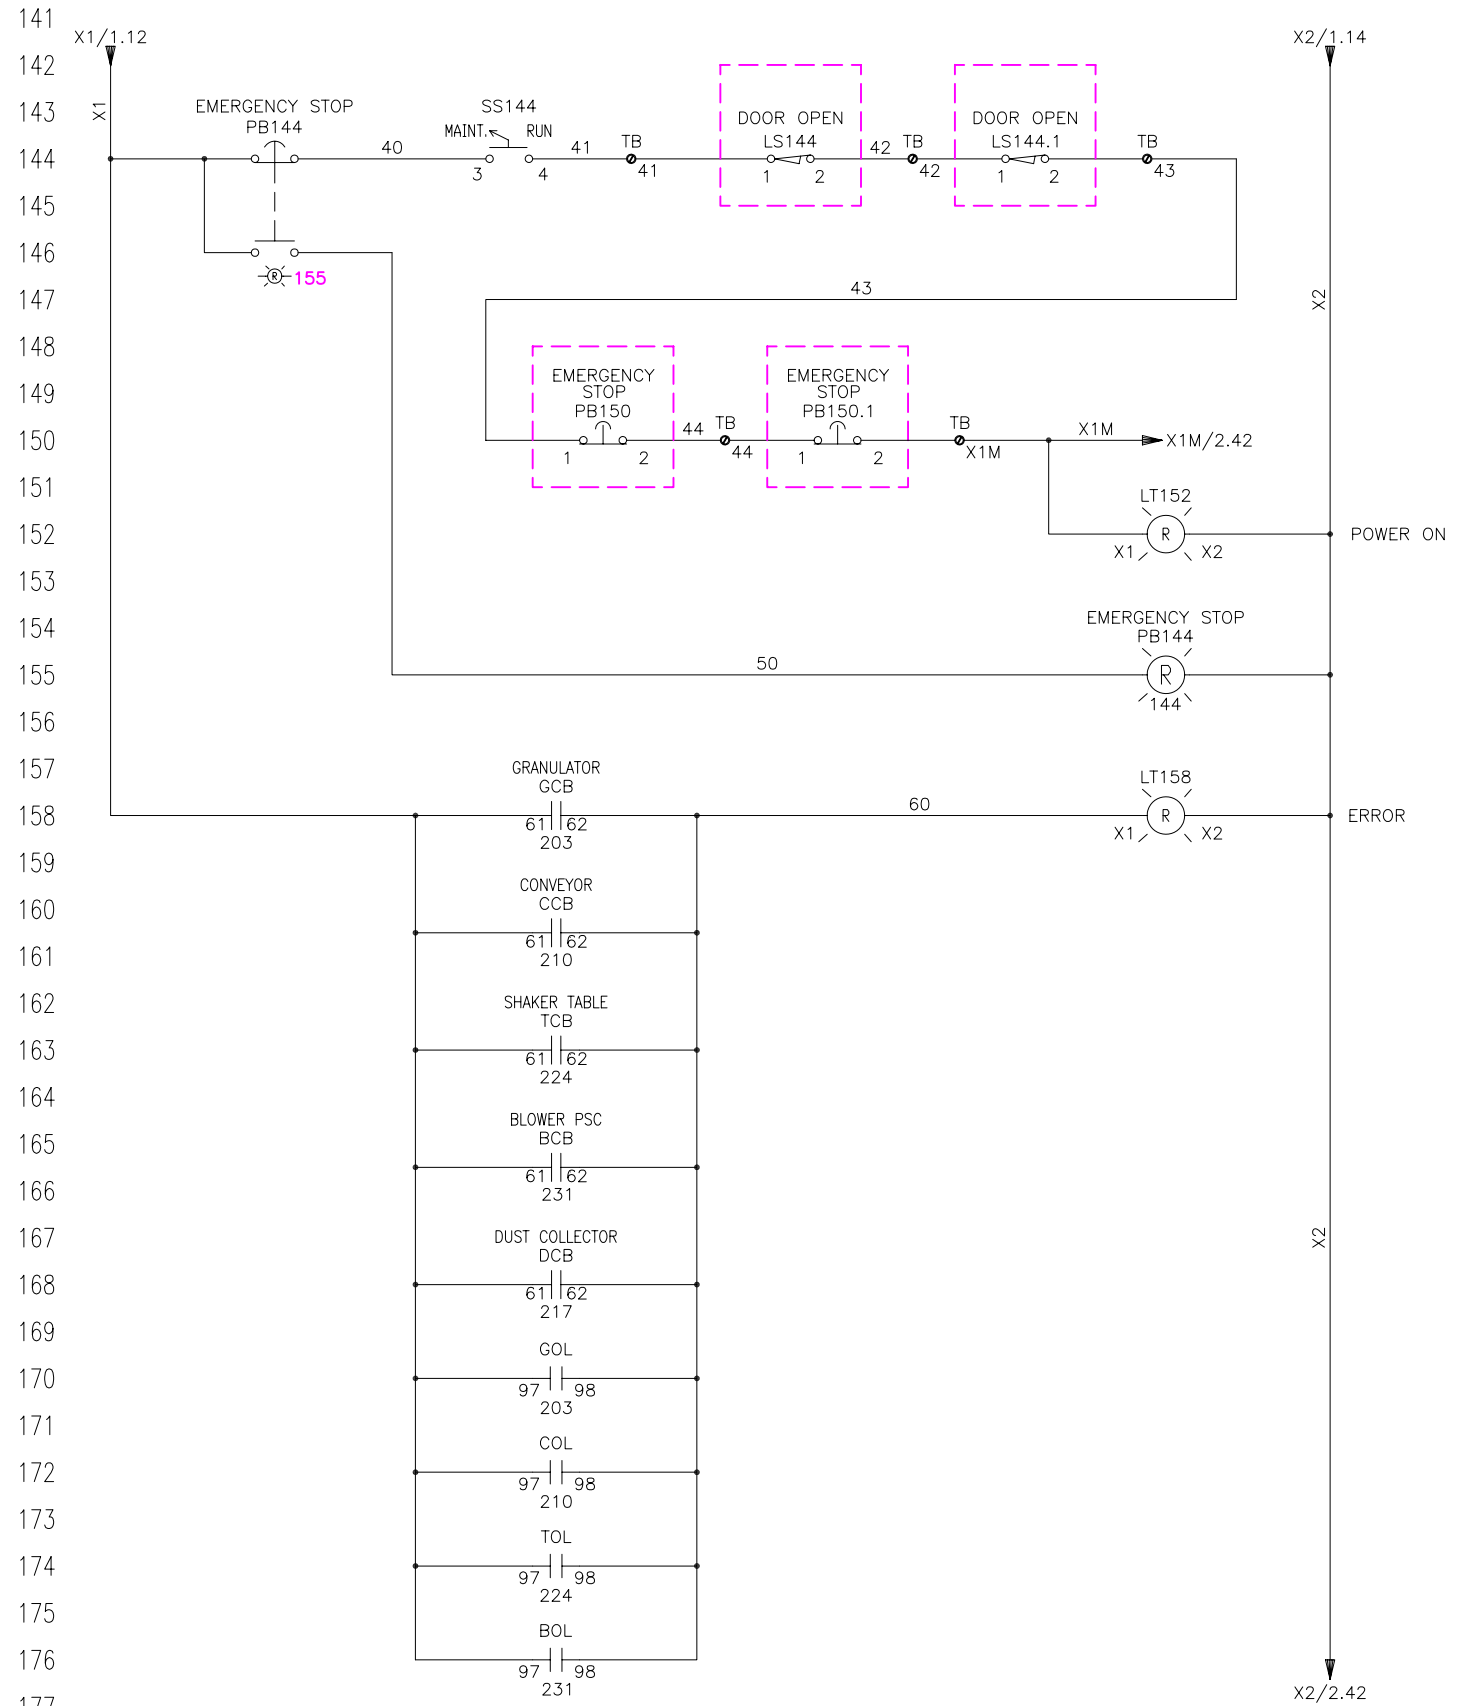 141
X1/1.12
X2/1.14
142
143
X1
EMERGENCY STOP
PB144
SS144
MAINT. RUN
DOOR OPEN
LS144
DOOR OPEN
LS144.1
144
40
3 4
41
TB
41
1 2
42
TB
42
1 2
TB
43
145
146
R 155
147
43
X2
148
149
EMERGENCY
STOP
PB150
EMERGENCY
STOP
PB150.1
150
1 2
44
TB
44
1 2
TB
X1M
X1M
X1M/2.42
151
LT152
152
R
X1 X2
POWER ON
153
154
EMERGENCY STOP
PB144
155
50
R
144
156
157
GRANULATOR
GCB
LT158
158
61 62
203
60
R
X1 X2
ERROR
159
CONVEYOR
CCB
160
61 62
210
161
162
SHAKER TABLE
TCB
163
61 62
224
164
BLOWER PSC
BCB
165
61 62
231
166
167
DUST COLLECTOR
DCB
X2
168
61 62
217
169
GOL
170
97 98
203
171
COL
172
97 98
210
173
TOL
174
97 98
224
175
BOL
176
97 98
231
X2/2.42
177